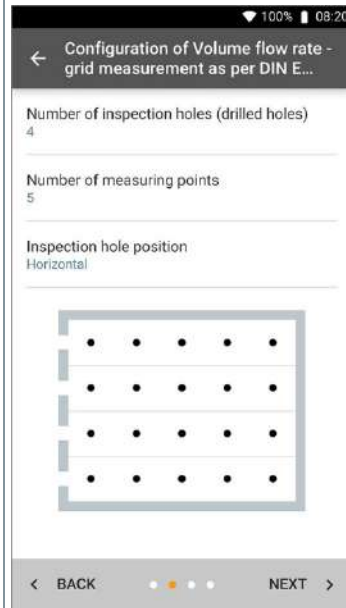 100% 08:20
Configuration of Volume flow rate -
grid measurement as per DIN E...
Number of inspection holes (drilled holes)
4
Number of measuring points
5
Inspection hole position
Horizontal
BACK NEXT